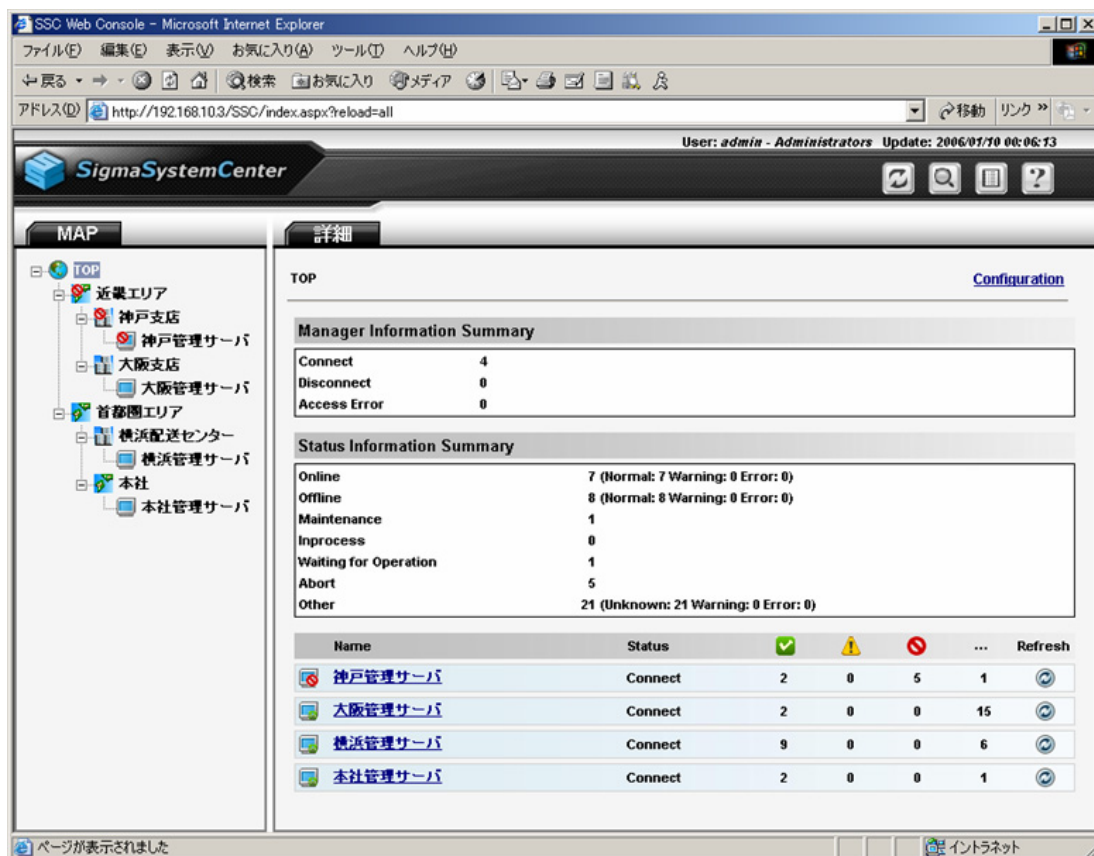 SSC Web Console - Microsoft Internet Explorer
ファイル(F) 編集(E) 表示(V) お気に入り(A) ツール(T) ヘルプ(H)
戻る 検索 お気に入り メディア
アドレス(D) http://192.168.10.3/SSC/index.aspx?reload=all 移動 リンク »
User: admin - Administrators Update: 2006/01/10 00:06:13
SigmaSystemCenter
MAP
TOP
近畿エリア
神戸支店
神戸管理サーバ
大阪支店
大阪管理サーバ
首都圏エリア
横浜配送センター
横浜管理サーバ
本社
本社管理サーバ
詳細
TOP Configuration
Manager Information Summary
Connect 4
Disconnect 0
Access Error 0
Status Information Summary
Online 7 (Normal: 7 Warning: 0 Error: 0)
Offline 8 (Normal: 8 Warning: 0 Error: 0)
Maintenance 1
Inprocess 0
Waiting for Operation 1
Abort 5
Other 21 (Unknown: 21 Warning: 0 Error: 0)
Name Status ... Refresh
神戸管理サーバ Connect 2 0 5 1
大阪管理サーバ Connect 2 0 0 15
横浜管理サーバ Connect 9 0 0 6
本社管理サーバ Connect 2 0 0 1
ページが表示されました イントラネット